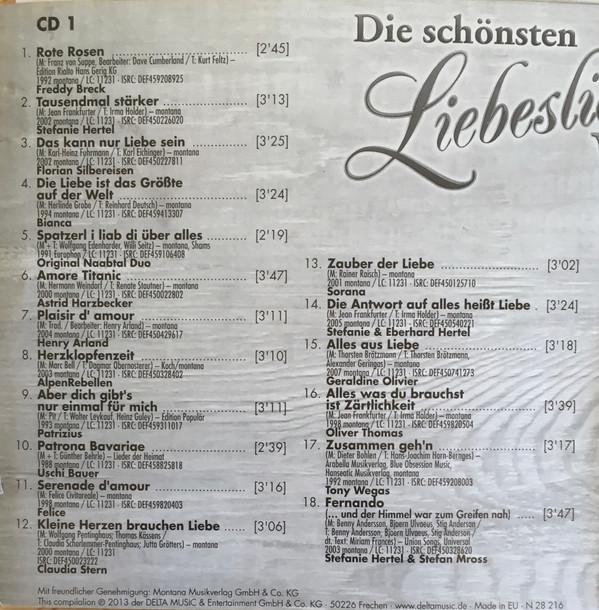 CD 1
Die schönsten
Liebeslie
1. Rote Rosen [2'45]
(M: Franz von Suppe, Bearbeiter: Dave Cumberland / T: Kurt Feltz) –
Edition Rialto Hans Gerig KG
1992 montana / LC: 11231 · ISRC: DEF459208925
Freddy Breck
2. Tausendmal stärker [3'13]
(M: Jean Frankfurter / T: Irma Holder) – montana
2002 montana / LC: 11231 · ISRC: DEF450226020
Stefanie Hertel
3. Das kann nur Liebe sein [3'25]
(M: Karl-Heinz Fuhrmann / T: Karl Eichinger) – montana
2002 montana / LC: 11231 · ISRC: DEF450227811
Florian Silbereisen
4. Die Liebe ist das Größte
auf der Welt [3'24]
(M: Herlinde Grobe / T: Reinhard Deutsch) – montana
1994 montana / LC: 11231 · ISRC: DEF459413307
Bianca
5. Spatzerl i liab di über alles [2'19]
(M + T: Wolfgang Edenharder, Willi Seitz) – montana, Shams
1991 Europhon / LC: 11231 · ISRC: DEF459106408
Original Naabtal Duo
6. Amore Titanic [3'47]
(M: Hermann Weindorf / T: Renate Stautner) – montana
2000 montana / LC: 11231 · ISRC: DEF450022802
Astrid Harzbecker
7. Plaisir d' amour [3'11]
(M: Trad. / Bearbeiter: Henry Arland) – montana
2004 montana / LC: 11231 · ISRC: DEF450429617
Henry Arland
8. Herzklopfenzeit [3'10]
(M: Marc Bell / T: Dagmar Obernosterer) – Koch/montana
2003 montana / LC: 11231 · ISRC: DEF450328402
AlpenRebellen
9. Aber dich gibt's
nur einmal für mich [3'11]
(M: Pit / T: Walter Leykauf, Heinz Guley) – Edition Populär
1993 montana / LC: 11231 · ISRC: DEF459311017
Patrizius
10. Patrona Bavariae [2'39]
(M + T: Günther Behrle) – Lieder der Heimat
1988 montana / LC: 11231 · ISRC: DEF458825818
Uschi Bauer
11. Serenade d'amour [3'16]
(M: Felice Civitareale) – montana
1998 montana / LC: 11231 · ISRC: DEF459820403
Felice
12. Kleine Herzen brauchen Liebe [3'06]
(M: Wolfgang Pentinghaus; Thomas Kässens /
T: Claudia Schorlemmer-Pentinghaus; Jutta Grötters) – montana
2000 montana / LC: 11231
ISRC: DEF450023222
Claudia Stern
13. Zauber der Liebe [3'02]
(M: Rainer Raisch) – montana
2001 montana / LC: 11231 · ISRC: DEF450125710
Sorana
14. Die Antwort auf alles heißt Liebe [3'24]
(M: Jean Frankfurter / T: Irma Holder) – montana
2005 montana / LC: 11231 · ISRC: DEF450540221
Stefanie & Eberhard Hertel
15. Alles aus Liebe [3'18]
(M: Thorsten Brötzmann / T: Thorsten Brötzmann,
Alexander Geringas) – montana
2007 montana / LC: 11231 · ISRC: DEF450741273
Geraldine Olivier
16. Alles was du brauchst
ist Zärtlichkeit [3'39]
(M: Jean Frankfurter / T: Irma Holder) – montana
1998 montana / LC: 11231 · ISRC: DEF459820504
Oliver Thomas
17. Zusammen geh'n [3'17]
(M: Dieter Bohlen / T: Hans-Joachim Horn-Bernges) –
Arabella Musikverlag, Blue Obsession Music,
Hanseatic Musikverlag, montana
1992 montana / LC: 11231 · ISRC: DEF459208003
Tony Wegas
18. Fernando
(... und der Himmel war zum Greifen nah) [3'47]
(M: Benny Andersson, Bjoern Ulvaeus, Stig Anderson /
T: Benny Andersson, Bjoern Ulvaeus, Stig Anderson /
dt. Text: Miriam Frances) – Union Songs, Universal
2003 montana / LC: 11231 · ISRC: DEF450328620
Stefanie Hertel & Stefan Mross
Mit freundlicher Genehmigung: Montana Musikverlag GmbH & Co. KG
This compilation © 2013 der DELTA MUSIC & Entertainment GmbH & Co. KG · 50226 Frechen · www.deltamusic.de · Made in EU · N 28 216